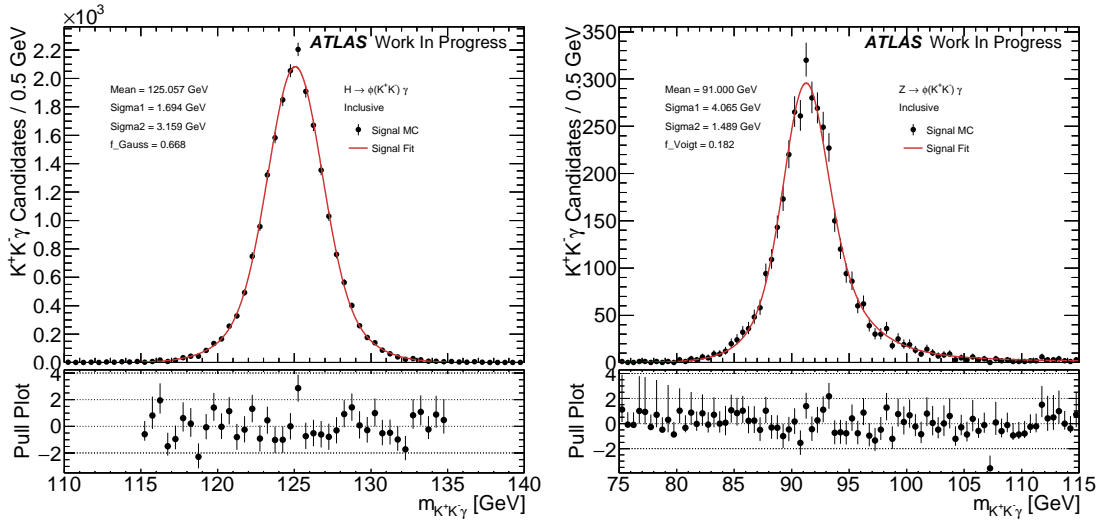 ×10³
K⁺K⁻γ Candidates / 0.5 GeV
2.2
2.0
1.8
1.6
1.4
1.2
1.0
0.8
0.6
0.4
0.2
0.0
ATLAS Work In Progress
Mean = 125.057 GeV
Sigma1 = 1.694 GeV
Sigma2 = 3.159 GeV
f_Gauss = 0.668
H → ϕ(K⁺K⁻) γ
Inclusive
Signal MC
Signal Fit
Pull Plot
4
2
0
−2
110 115 120 125 130 135 140
m K⁺K⁻γ [GeV]
K⁺K⁻γ Candidates / 0.5 GeV
350
300
250
200
150
100
50
0
ATLAS Work In Progress
Mean = 91.000 GeV
Sigma1 = 4.065 GeV
Sigma2 = 1.489 GeV
f_Voigt = 0.182
Z → ϕ(K⁺K⁻) γ
Inclusive
Signal MC
Signal Fit
Pull Plot
4
2
0
−2
75 80 85 90 95 100 105 110 115
m K⁺K⁻γ [GeV]